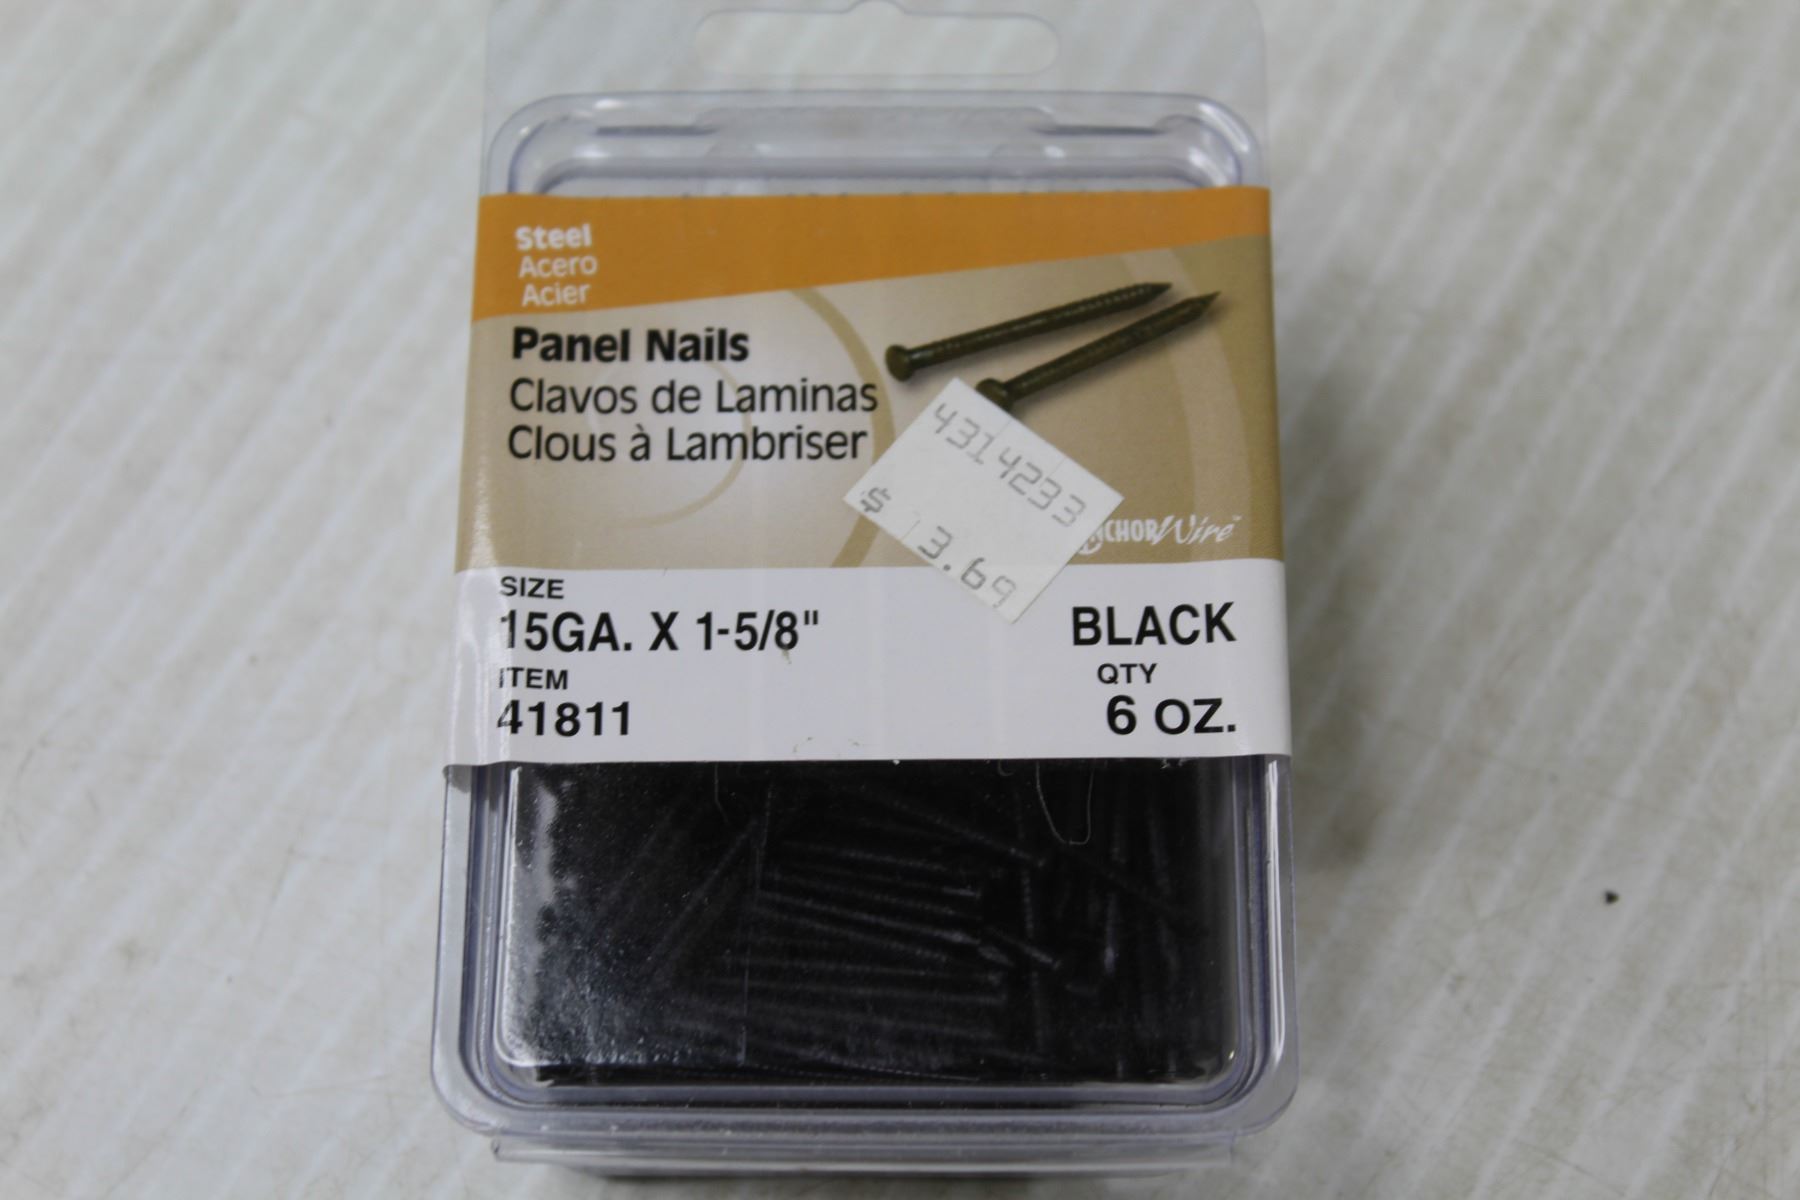 Steel
Acero
Acier
Panel Nails
Clavos de Laminas
Clous à Lambriser
4314233
$ 3.69
CHORWire™
SIZE
15GA. X 1-5/8"
ITEM
41811
BLACK
QTY
6 OZ.